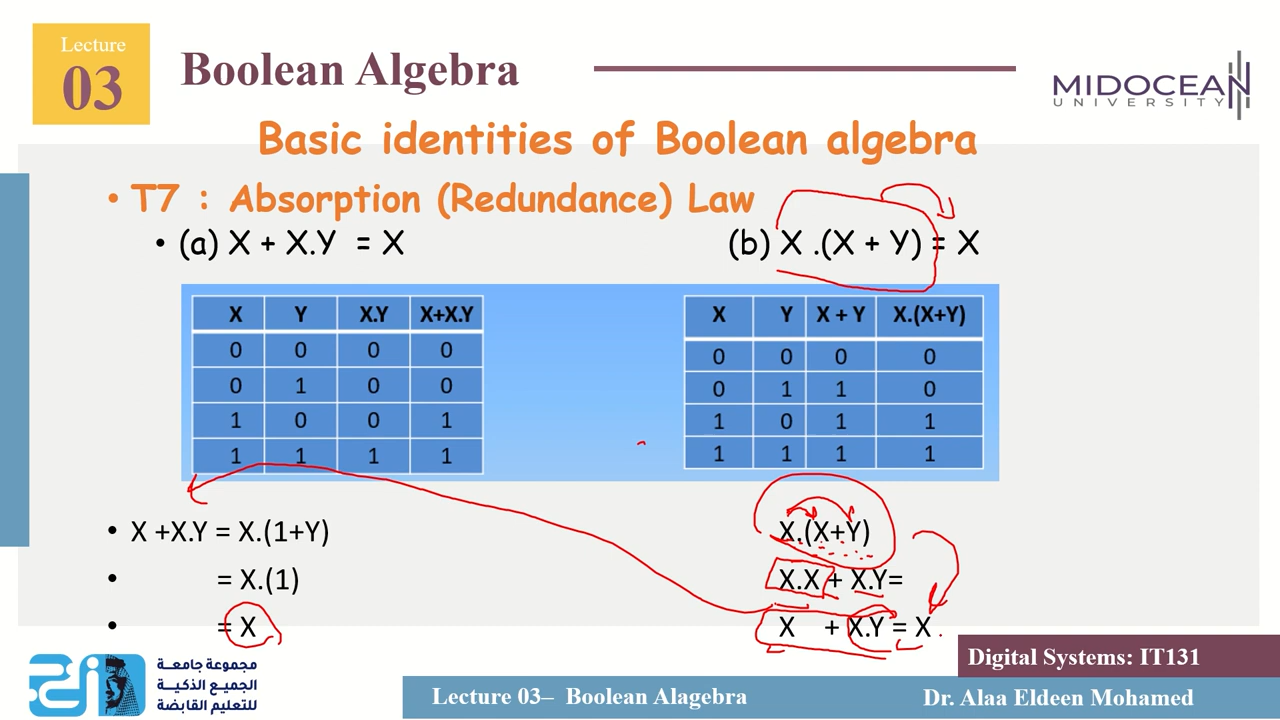 Lecture
03
Boolean Algebra
MIDOCEAN
UNIVERSITY
Basic identities of Boolean algebra
• T7 : Absorption (Redundance) Law
• (a) X + X.Y = X
(b) X .(X + Y) = X
X Y X.Y X+X.Y
0 0 0 0
0 1 0 0
1 0 0 1
1 1 1 1
X Y X + Y X.(X+Y)
0 0 0 0
0 1 1 0
1 0 1 1
1 1 1 1
• X +X.Y = X.(1+Y)
• = X.(1)
• = X
X.(X+Y)
X.X + X.Y=
X + X.Y = X
مجموعة جامعة
الجميع الذكية
للتعليم القابضة
Digital Systems: IT131
Lecture 03– Boolean Alagebra
Dr. Alaa Eldeen Mohamed